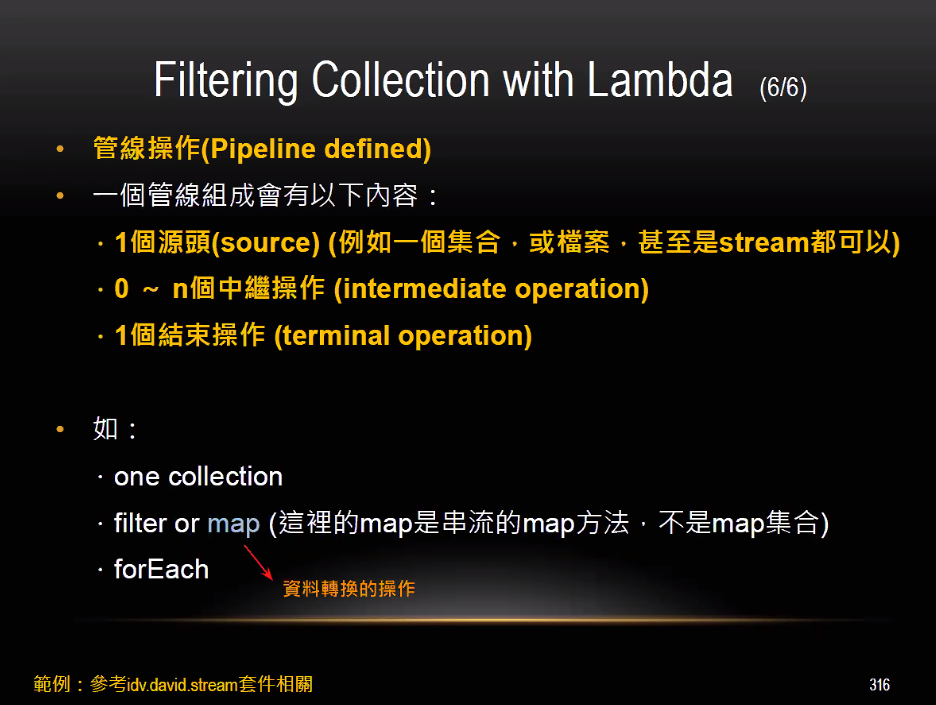 Filtering Collection with Lambda (6/6)
• 管線操作(Pipeline defined)
• 一個管線組成會有以下內容：
· 1個源頭(source) (例如一個集合，或檔案，甚至是stream都可以)
· 0 ～ n個中繼操作 (intermediate operation)
· 1個結束操作 (terminal operation)
• 如：
· one collection
· filter or map (這裡的map是串流的map方法，不是map集合)
· forEach
資料轉換的操作
範例：參考idv.david.stream套件相關
316